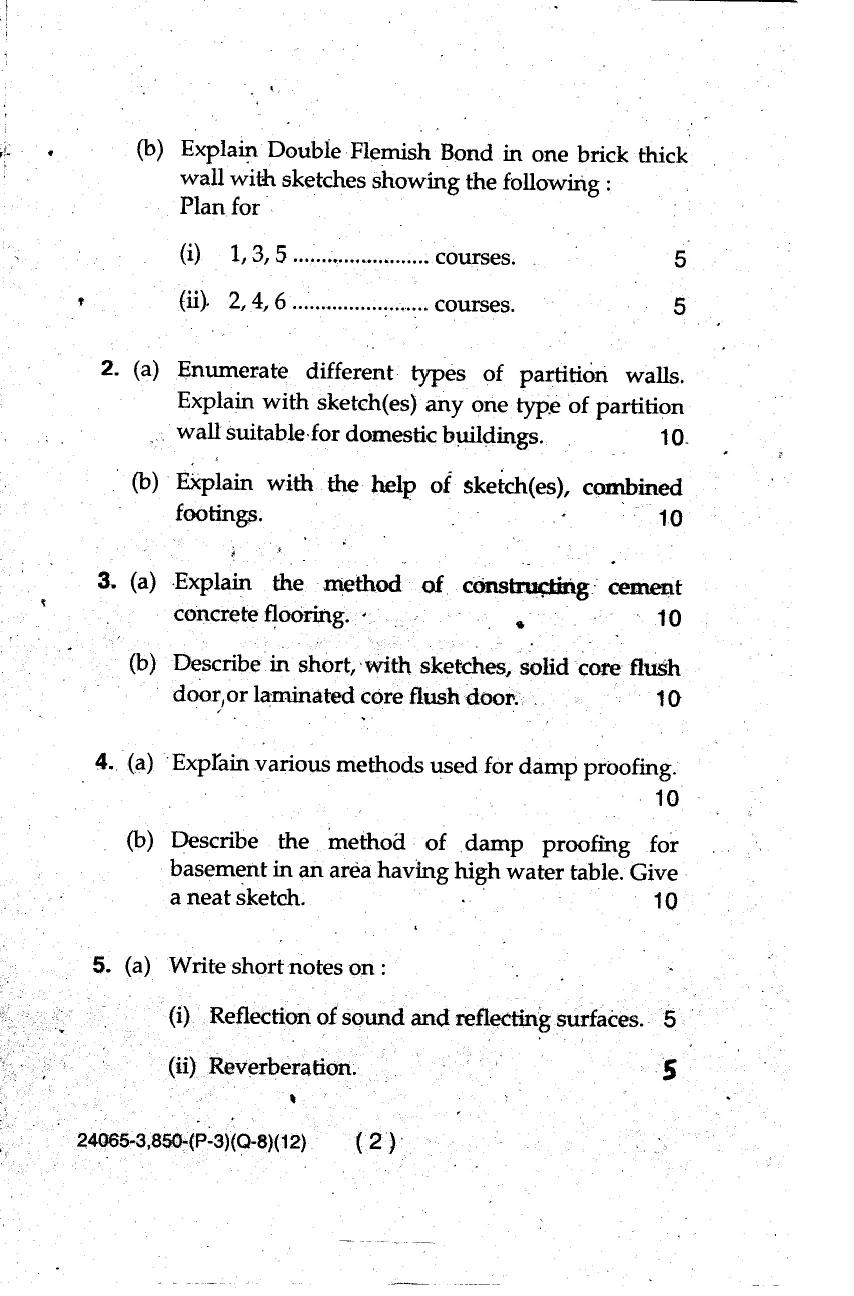 (b) Explain Double Flemish Bond in one brick thick
wall with sketches showing the following :
Plan for
(i) 1, 3, 5 ........................ courses. 5
(ii) 2, 4, 6 ........................ courses. 5
2. (a) Enumerate different types of partition walls.
Explain with sketch(es) any one type of partition
wall suitable for domestic buildings. 10
(b) Explain with the help of sketch(es), combined
footings. 10
3. (a) Explain the method of constructing cement
concrete flooring. 10
(b) Describe in short, with sketches, solid core flush
door, or laminated core flush door. 10
4. (a) Explain various methods used for damp proofing.
10
(b) Describe the method of damp proofing for
basement in an area having high water table. Give
a neat sketch. 10
5. (a) Write short notes on :
(i) Reflection of sound and reflecting surfaces. 5
(ii) Reverberation. 5
24065-3,850-(P-3)(Q-8)(12) ( 2 )